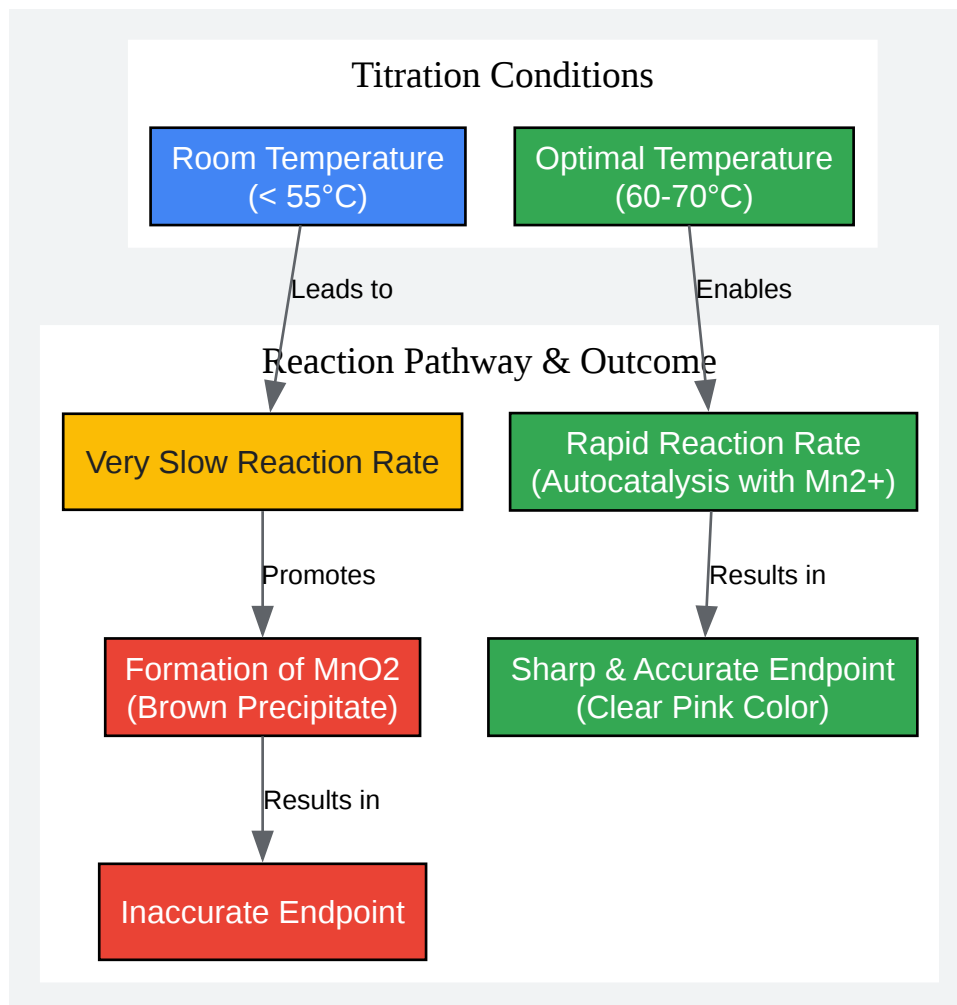 Titration Conditions
Room Temperature
(< 55°C)
Optimal Temperature
(60-70°C)
Leads to
Enables
Reaction Pathway & Outcome
Very Slow Reaction Rate
Rapid Reaction Rate
(Autocatalysis with Mn2+)
Promotes
Results in
Formation of MnO2
(Brown Precipitate)
Sharp & Accurate Endpoint
(Clear Pink Color)
Results in
Inaccurate Endpoint